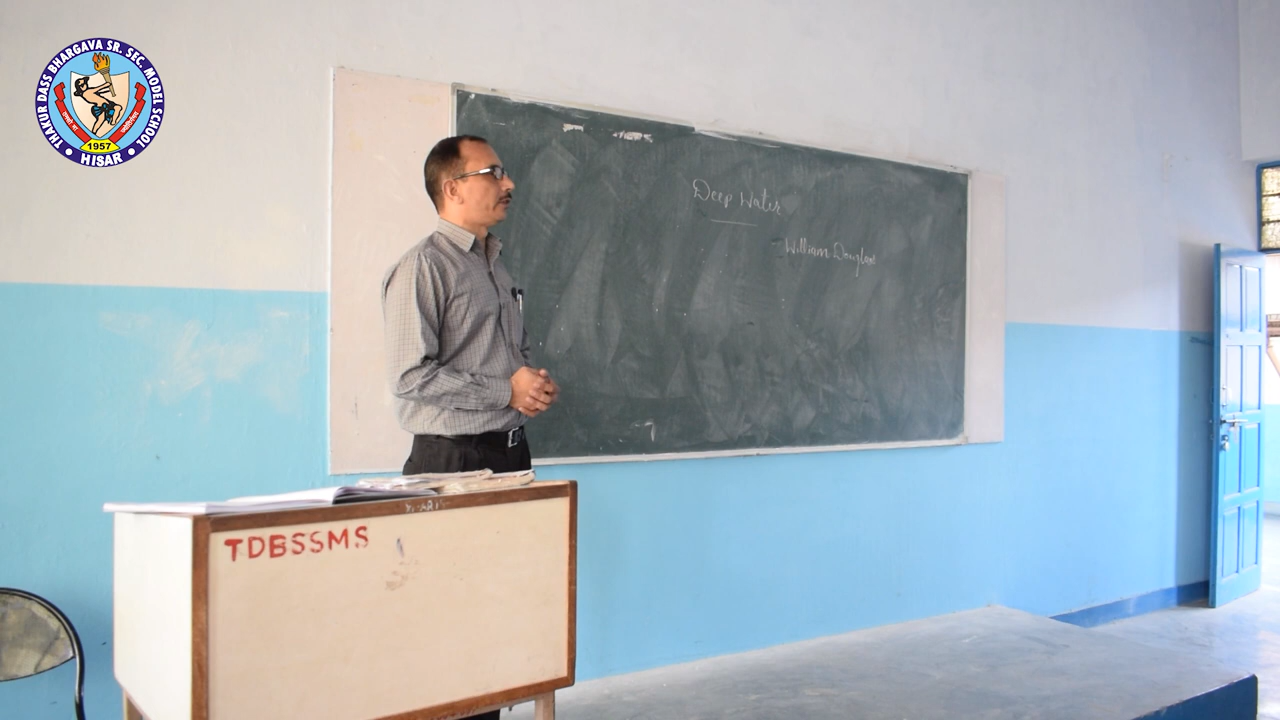 THAKUR DASS BHARGAVA SR. SEC. MODEL SCHOOL
1957
• HISAR •
Deep Water
- William Douglas
TDBSSMS